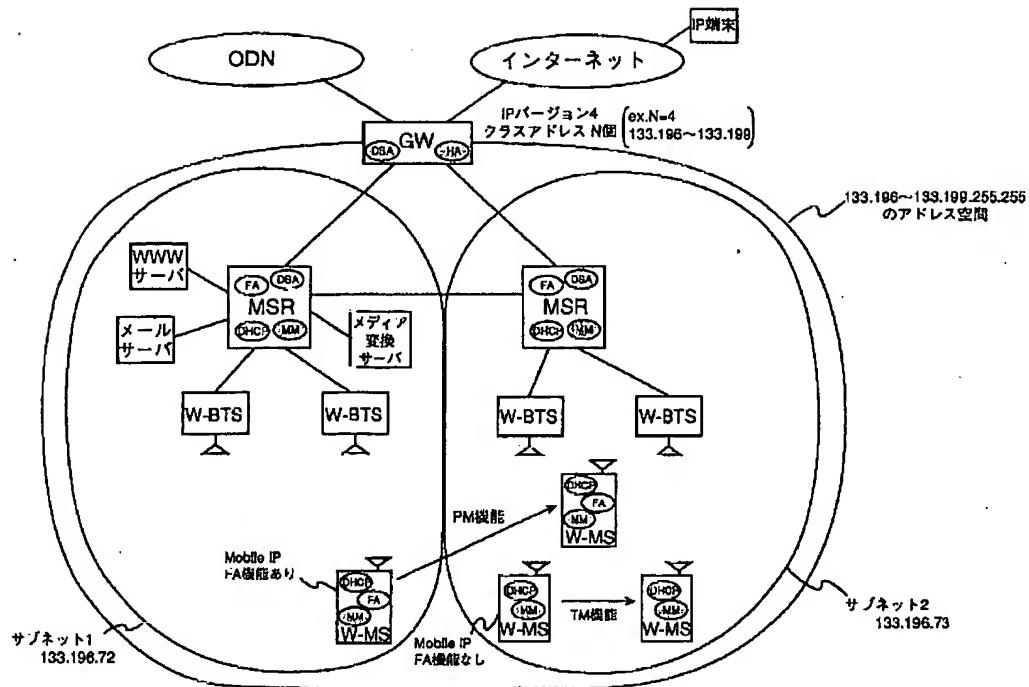 IP端末
ODN
インターネット
IPバージョン4
クラスアドレス N個
ex.N=4
133.196〜133.199
GW
DSA
HA
133.196〜133.199.255.255
のアドレス空間
WWW
サーバ
FA
DSA
MSR
DHCP
MM
FA
DSA
MSR
DHCP
MM
メール
サーバ
メディア
変換
サーバ
W-BTS
W-BTS
W-BTS
W-BTS
DHCP
FA
MM
W-MS
PM機能
Mobile IP
FA機能あり
DHCP
FA
MM
W-MS
DHCP
MM
W-MS
TM機能
DHCP
MM
W-MS
サブネット1
133.196.72
Mobile IP
FA機能なし
サブネット2
133.196.73